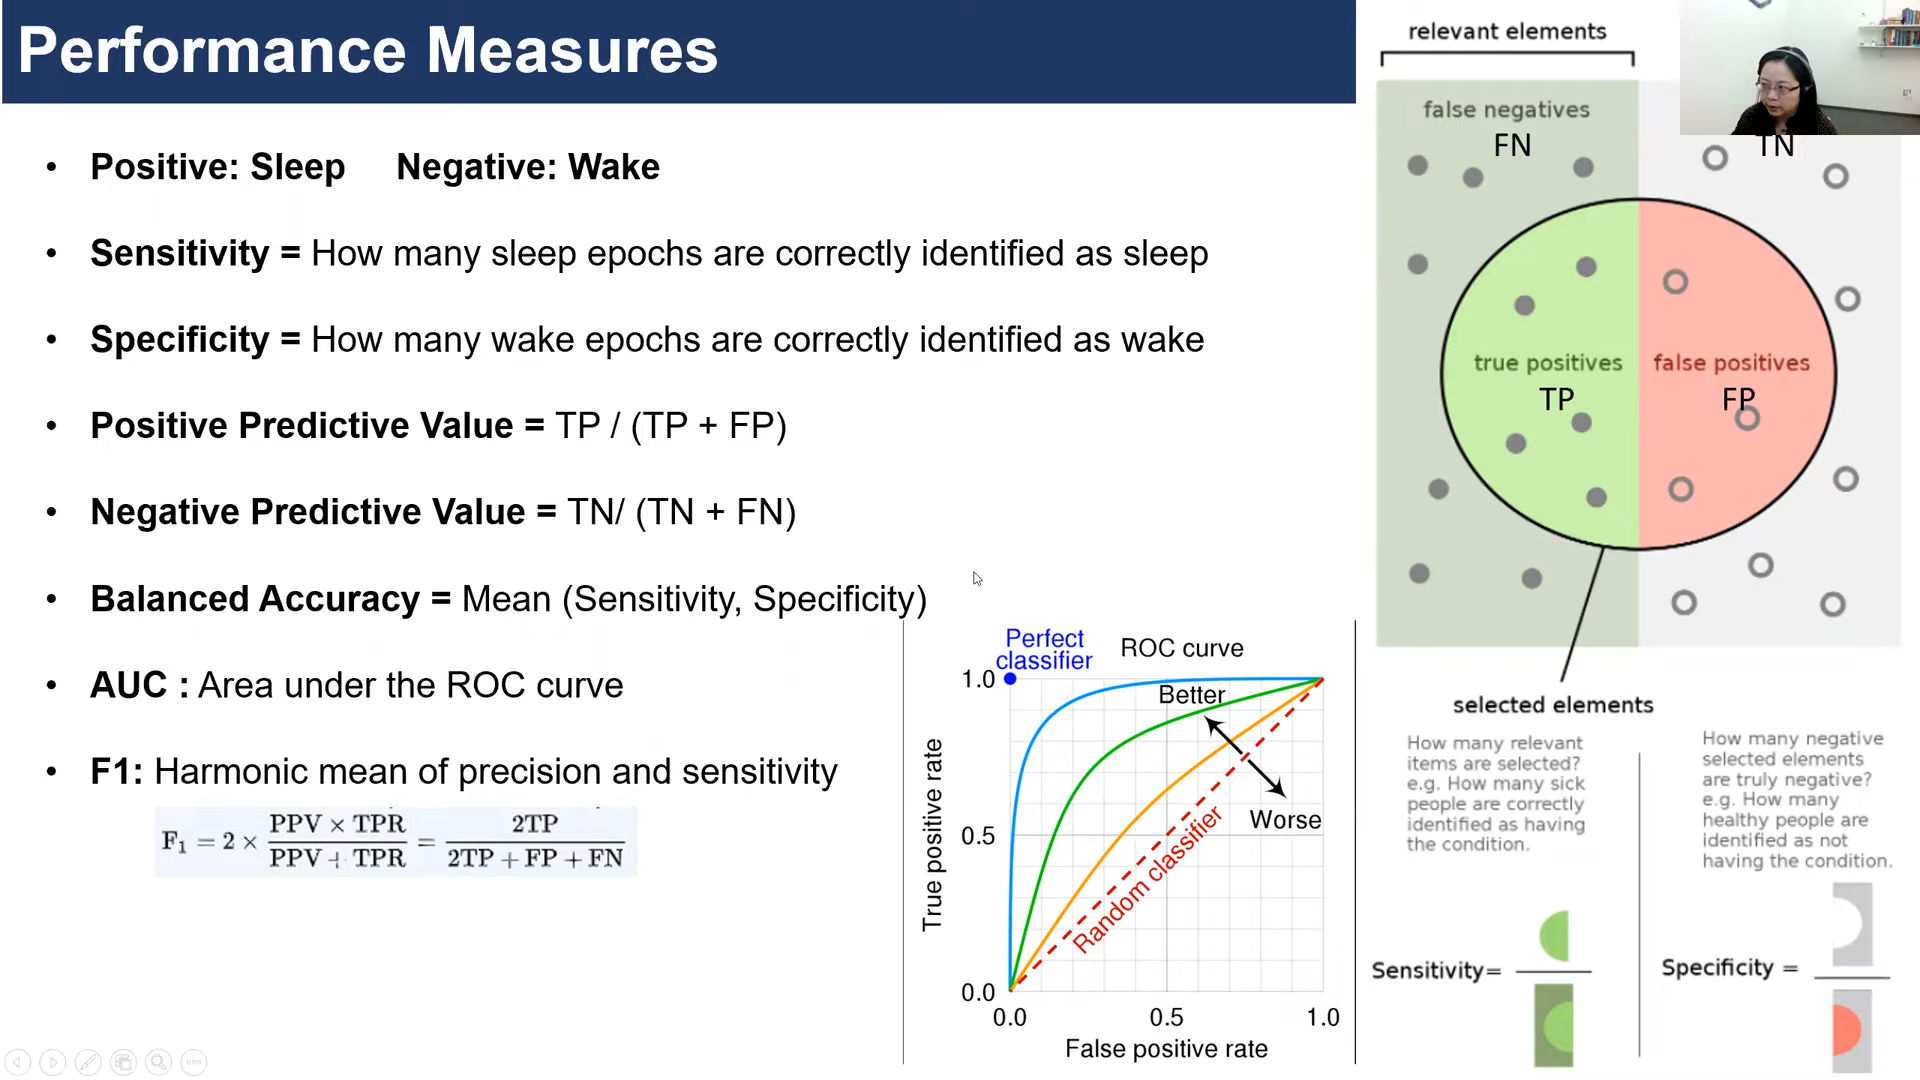 Performance Measures
• Positive: Sleep Negative: Wake
• Sensitivity = How many sleep epochs are correctly identified as sleep
• Specificity = How many wake epochs are correctly identified as wake
• Positive Predictive Value = TP / (TP + FP)
• Negative Predictive Value = TN/ (TN + FN)
• Balanced Accuracy = Mean (Sensitivity, Specificity)
• AUC : Area under the ROC curve
• F1: Harmonic mean of precision and sensitivity
F₁ = 2 × (PPV × TPR)/(PPV + TPR) = 2TP/(2TP + FP + FN)
Perfect
classifier
ROC curve
1.0
Better
Worse
Random classifier
True positive rate
0.5
0.0
0.0 0.5 1.0
False positive rate
relevant elements
false negatives
FN
TN
true positives
TP
false positives
FP
selected elements
How many relevant
items are selected?
e.g. How many sick
people are correctly
identified as having
the condition.
How many negative
selected elements
are truly negative?
e.g. How many
healthy people are
identified as not
having the condition.
Sensitivity=
Specificity =